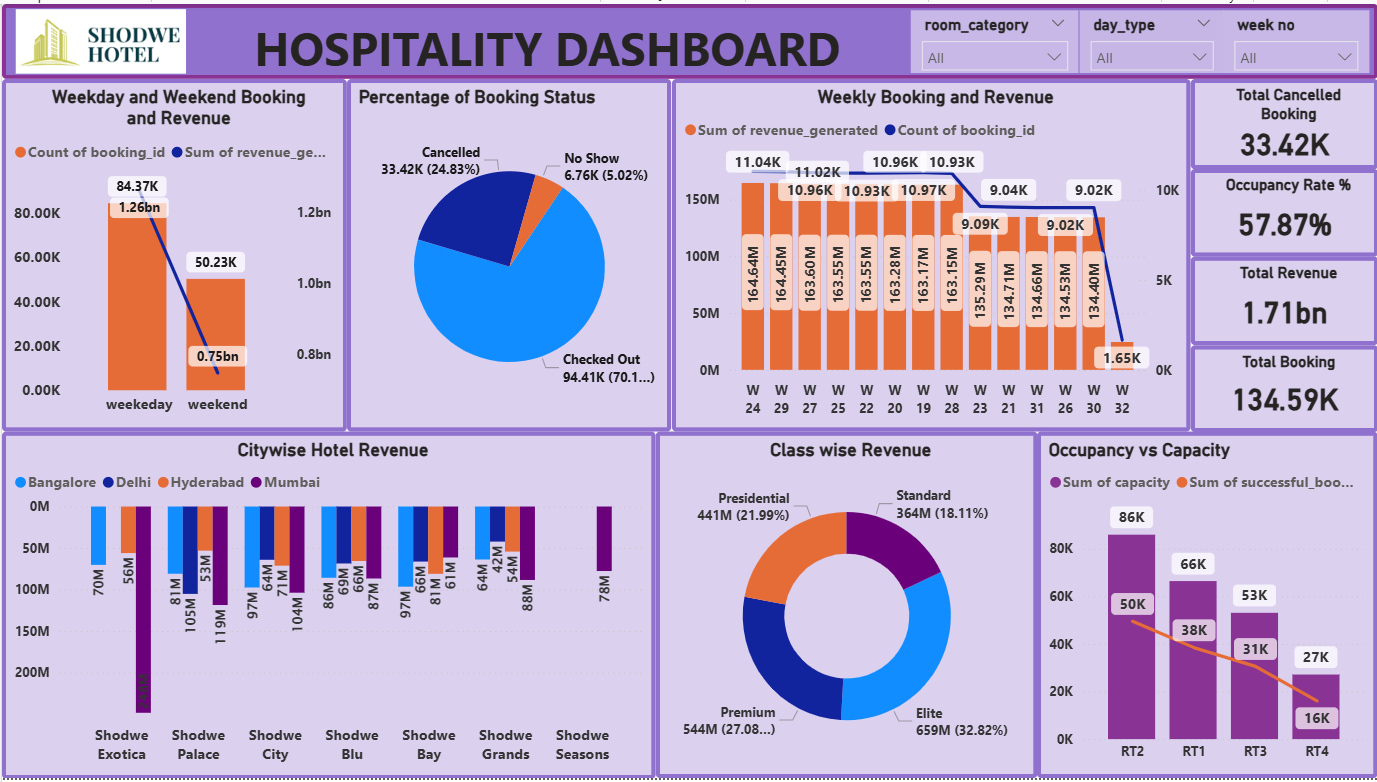 SHODWE
HOTEL
HOSPITALITY DASHBOARD
room_category
All
day_type
All
week no
All
Weekday and Weekend Booking
and Revenue
Count of booking_id Sum of revenue_ge...
84.37K
1.26bn
50.23K
0.75bn
80.00K
60.00K
40.00K
20.00K
0.00K
1.2bn
1.0bn
0.8bn
weekeday weekend
Percentage of Booking Status
Cancelled
33.42K (24.83%)
No Show
6.76K (5.02%)
Checked Out
94.41K (70.1...)
Weekly Booking and Revenue
Sum of revenue_generated Count of booking_id
11.04K 11.02K 10.96K 10.93K
10.96K 10.93K 10.97K 9.04K 9.02K
9.09K 9.02K
1.65K
150M
100M
50M
0M
10K
5K
0K
164.64M 164.45M 163.60M 163.55M 163.55M 163.28M 163.17M 163.15M 135.29M 134.71M 134.66M 134.53M 134.40M
W W W W W W W W W W W W W W
24 29 27 25 22 20 19 28 23 21 31 26 30 32
Total Cancelled
Booking
33.42K
Occupancy Rate %
57.87%
Total Revenue
1.71bn
Total Booking
134.59K
Citywise Hotel Revenue
Bangalore Delhi Hyderabad Mumbai
0M
50M
100M
150M
200M
70M 56M
81M 105M 53M 119M
97M 64M 71M 104M
86M 69M 66M 87M
97M 66M 81M 61M
64M 42M 54M 88M
78M
Shodwe Shodwe Shodwe Shodwe Shodwe Shodwe Shodwe
Exotica Palace City Blu Bay Grands Seasons
Class wise Revenue
Presidential
441M (21.99%)
Standard
364M (18.11%)
Premium
544M (27.08...)
Elite
659M (32.82%)
Occupancy vs Capacity
Sum of capacity Sum of successful_boo...
86K
66K
53K
27K
50K
38K
31K
16K
80K
60K
40K
20K
0K
RT2 RT1 RT3 RT4